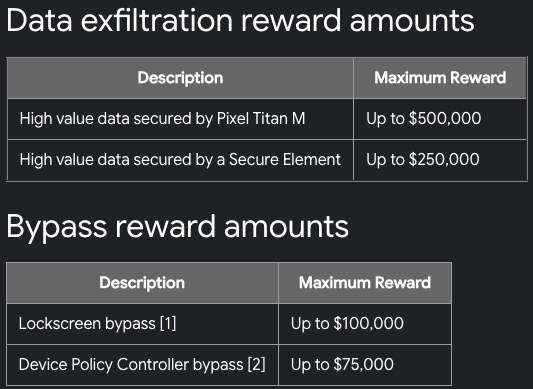 Data exfiltration reward amounts
Description Maximum Reward
High value data secured by Pixel Titan M Up to $500,000
High value data secured by a Secure Element Up to $250,000
Bypass reward amounts
Description Maximum Reward
Lockscreen bypass [1] Up to $100,000
Device Policy Controller bypass [2] Up to $75,000